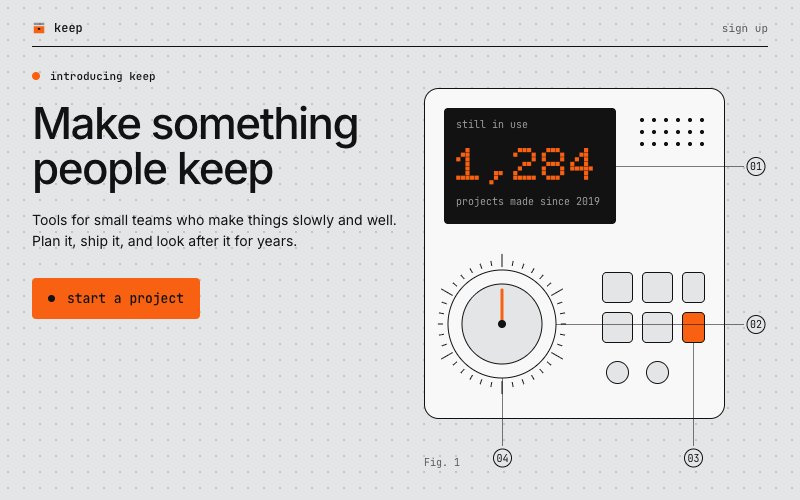 keep
sign up
introducing keep
Make something
people keep
Tools for small teams who make things slowly and well.
Plan it, ship it, and look after it for years.
start a project
still in use
1,284
projects made since 2019
01
02
03
04
Fig. 1